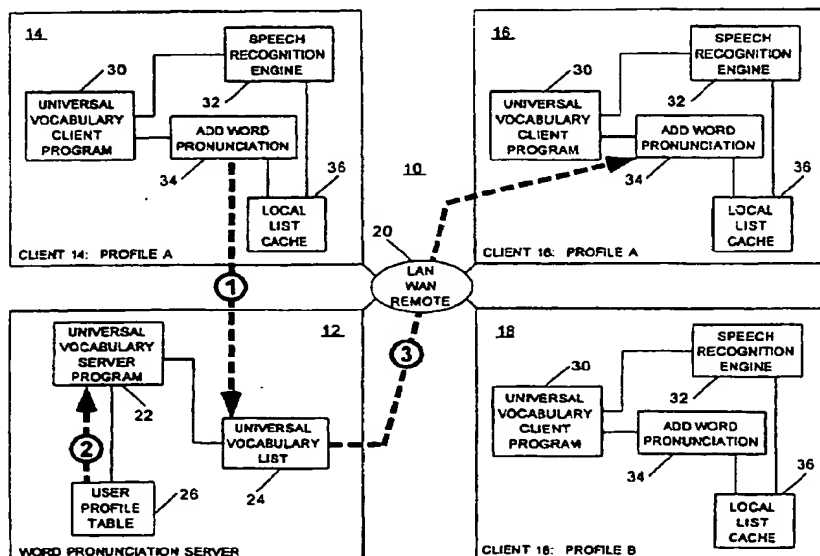 14
30
SPEECH
RECOGNITION
ENGINE
32
UNIVERSAL
VOCABULARY
CLIENT
PROGRAM
ADD WORD
PRONUNCIATION
34
36
LOCAL
LIST
CACHE
CLIENT 14: PROFILE A
16
30
SPEECH
RECOGNITION
ENGINE
32
UNIVERSAL
VOCABULARY
CLIENT
PROGRAM
ADD WORD
PRONUNCIATION
34
36
LOCAL
LIST
CACHE
CLIENT 16: PROFILE A
10
20
LAN
WAN
REMOTE
1
3
12
UNIVERSAL
VOCABULARY
SERVER
PROGRAM
22
2
UNIVERSAL
VOCABULARY
LIST
24
USER
PROFILE
TABLE
26
WORD PRONUNCIATION SERVER
18
30
SPEECH
RECOGNITION
ENGINE
32
UNIVERSAL
VOCABULARY
CLIENT
PROGRAM
ADD WORD
PRONUNCIATION
34
36
LOCAL
LIST
CACHE
CLIENT 18: PROFILE B